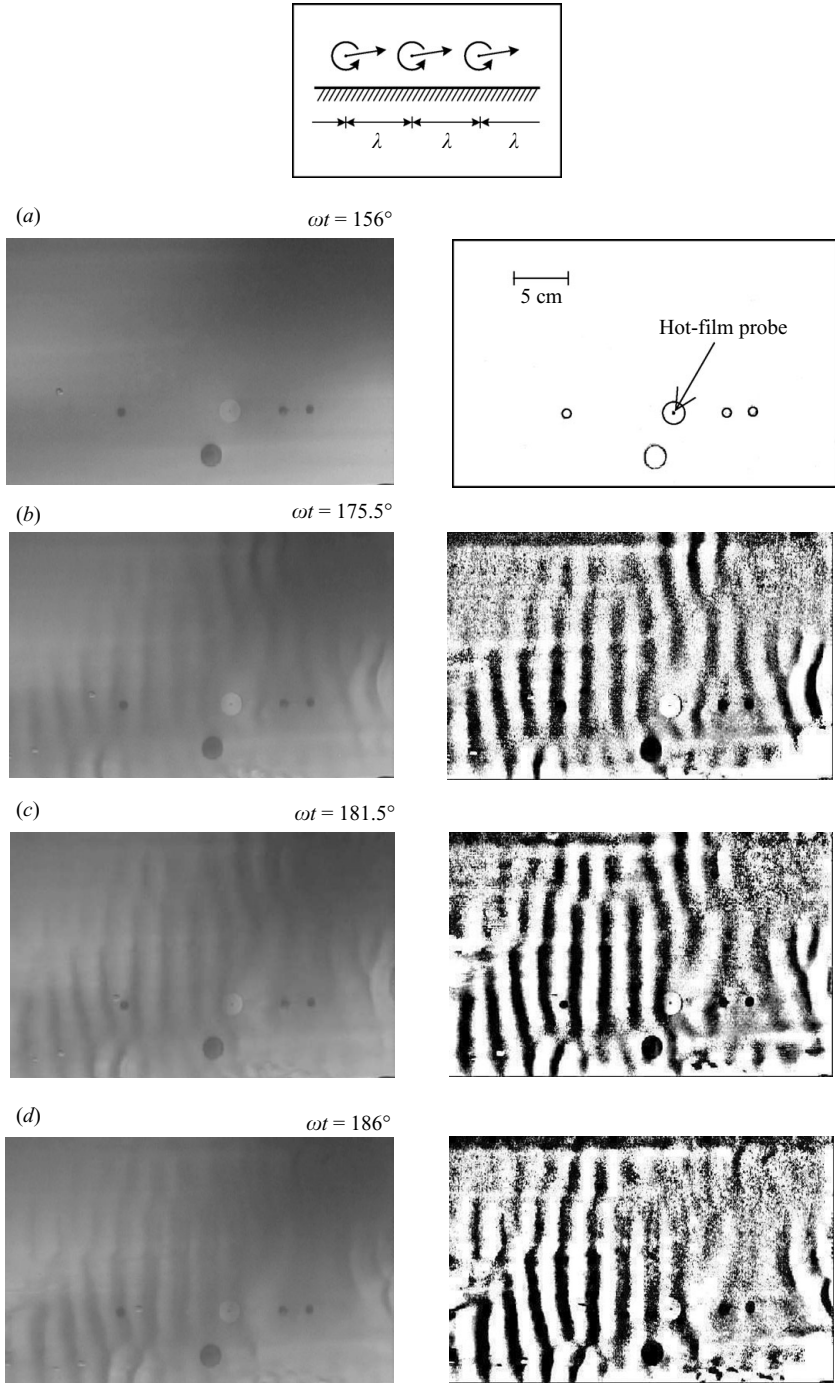 λ λ λ
(a) ωt = 156°
5 cm
Hot-film probe
(b) ωt = 175.5°
(c) ωt = 181.5°
(d) ωt = 186°